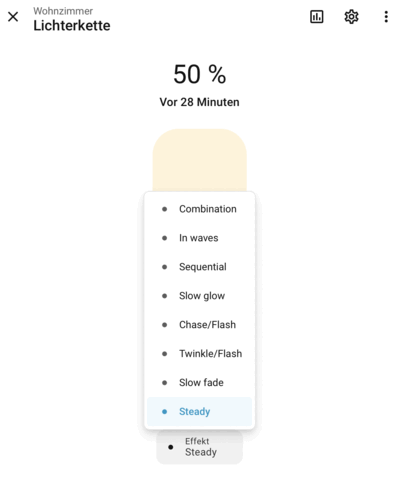 Wohnzimmer
Lichterkette
50 %
Vor 28 Minuten
Combination
In waves
Sequential
Slow glow
Chase/Flash
Twinkle/Flash
Slow fade
Steady
Effekt
Steady